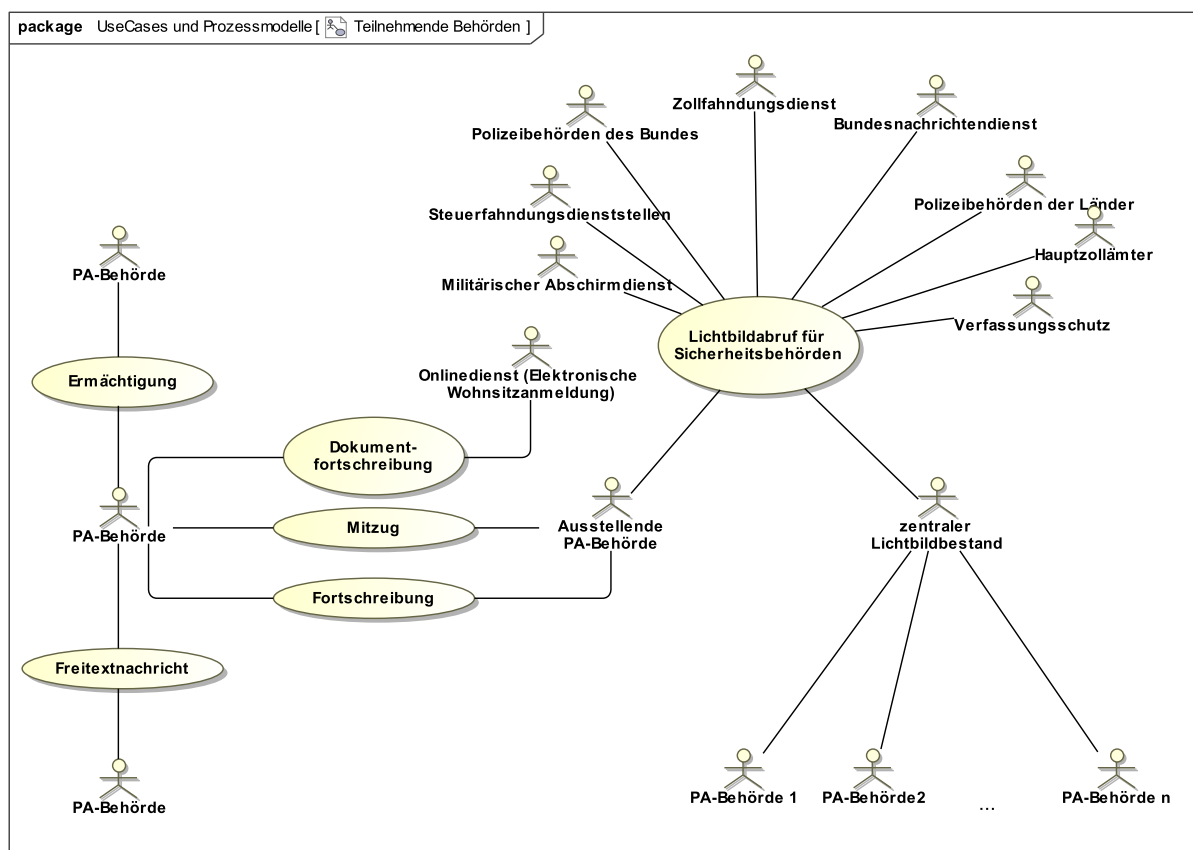 package UseCases und Prozessmodelle [ Teilnehmende Behörden ]
Zollfahndungsdienst
Polizeibehörden des Bundes
Bundesnachrichtendienst
Steuerfahndungsdienststellen
Polizeibehörden der Länder
Militärischer Abschirmdienst
Hauptzollämter
PA-Behörde
Verfassungsschutz
Lichtbildabruf für
Sicherheitsbehörden
Ermächtigung
Onlinedienst (Elektronische
Wohnsitzanmeldung)
Dokument-
fortschreibung
PA-Behörde
Mitzug
Ausstellende
PA-Behörde
zentraler
Lichtbildbestand
Fortschreibung
Freitextnachricht
PA-Behörde
PA-Behörde 1
PA-Behörde2
...
PA-Behörde n